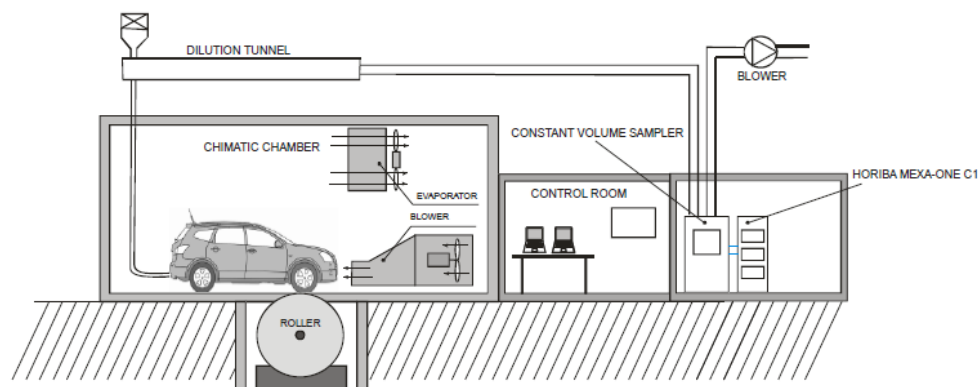 DILUTION TUNNEL
BLOWER
CONSTANT VOLUME SAMPLER
CHIMATIC CHAMBER
HORIBA MEXA-ONE C1
CONTROL ROOM
EVAPORATOR
BLOWER
ROLLER